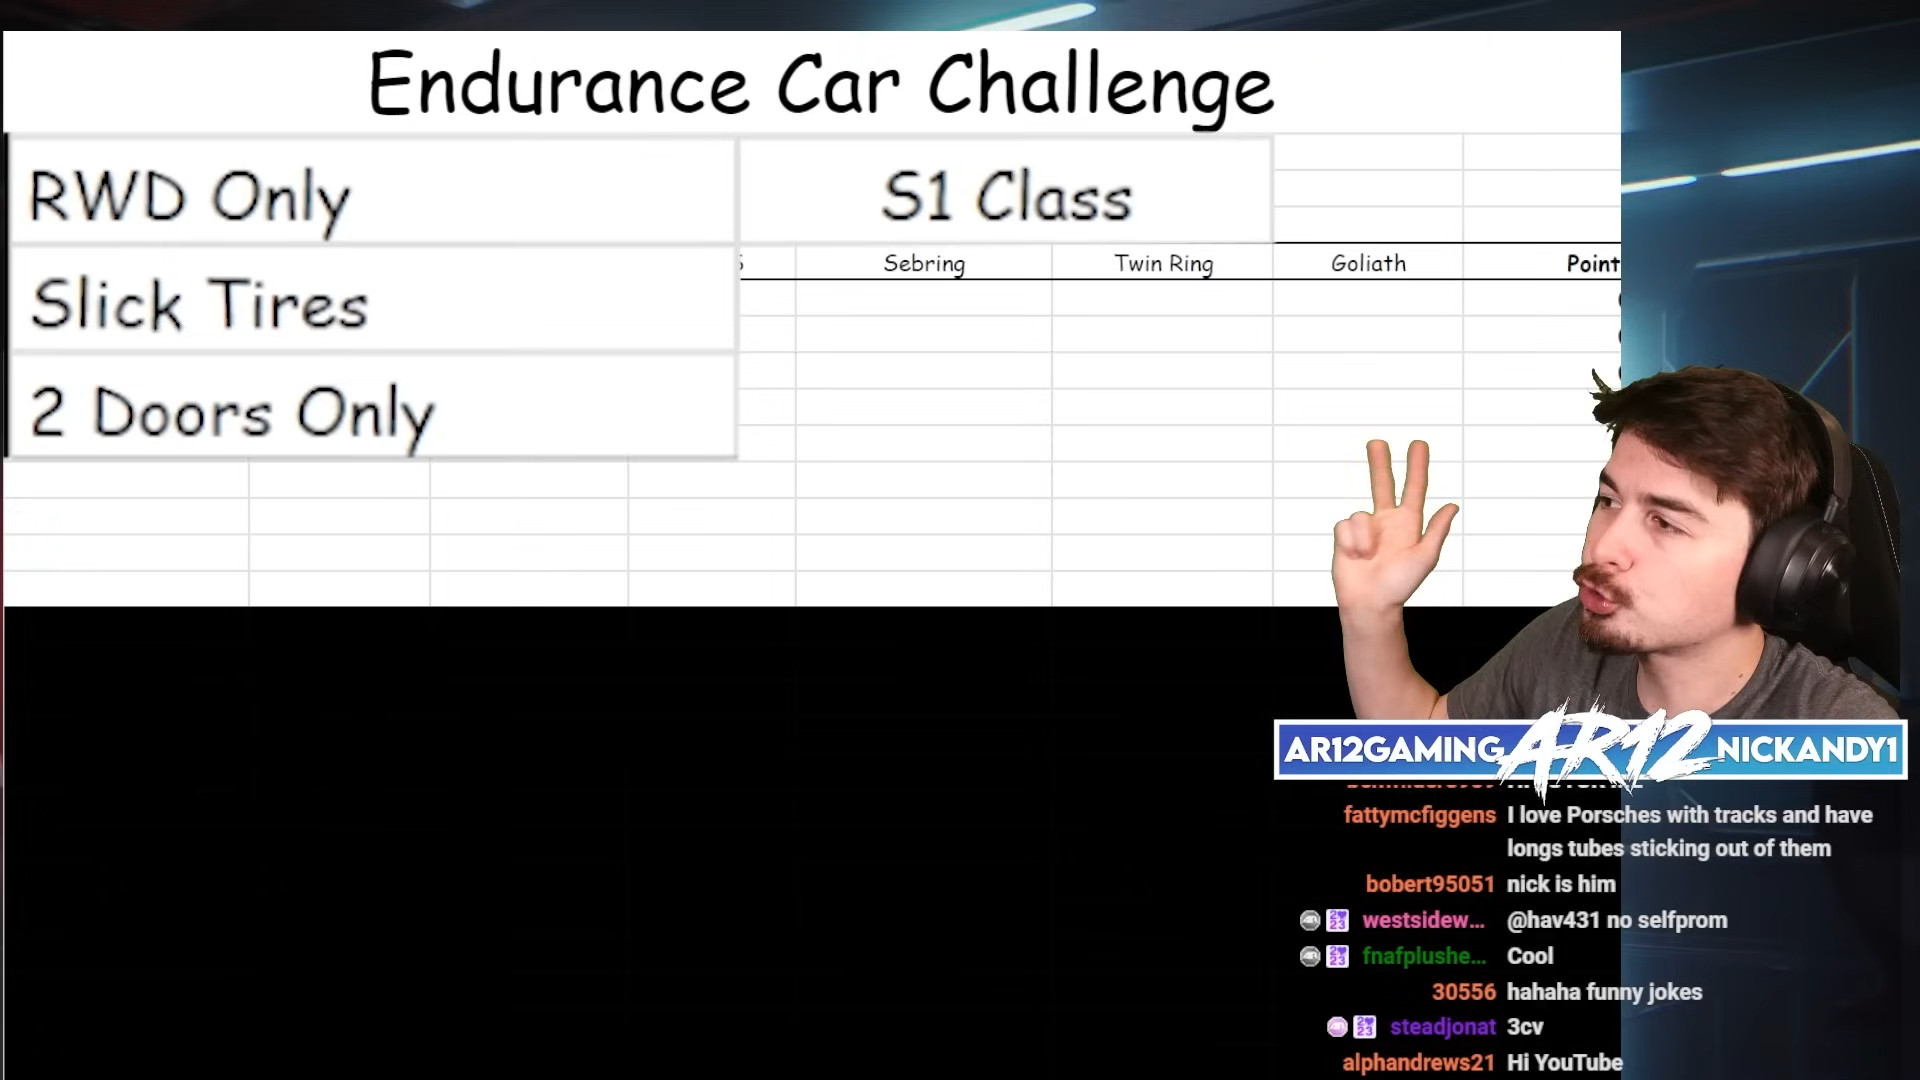 Endurance Car Challenge
RWD Only
S1 Class
Sebring
Twin Ring
Goliath
Point
Slick Tires
2 Doors Only
AR12GAMING
AR12
NICKANDY1
fattymcfiggens I love Porsches with tracks and have
longs tubes sticking out of them
bobert95051 nick is him
westsidew... @hav431 no selfprom
fnafplushe... Cool
30556 hahaha funny jokes
steadjonat 3cv
alphandrews21 Hi YouTube